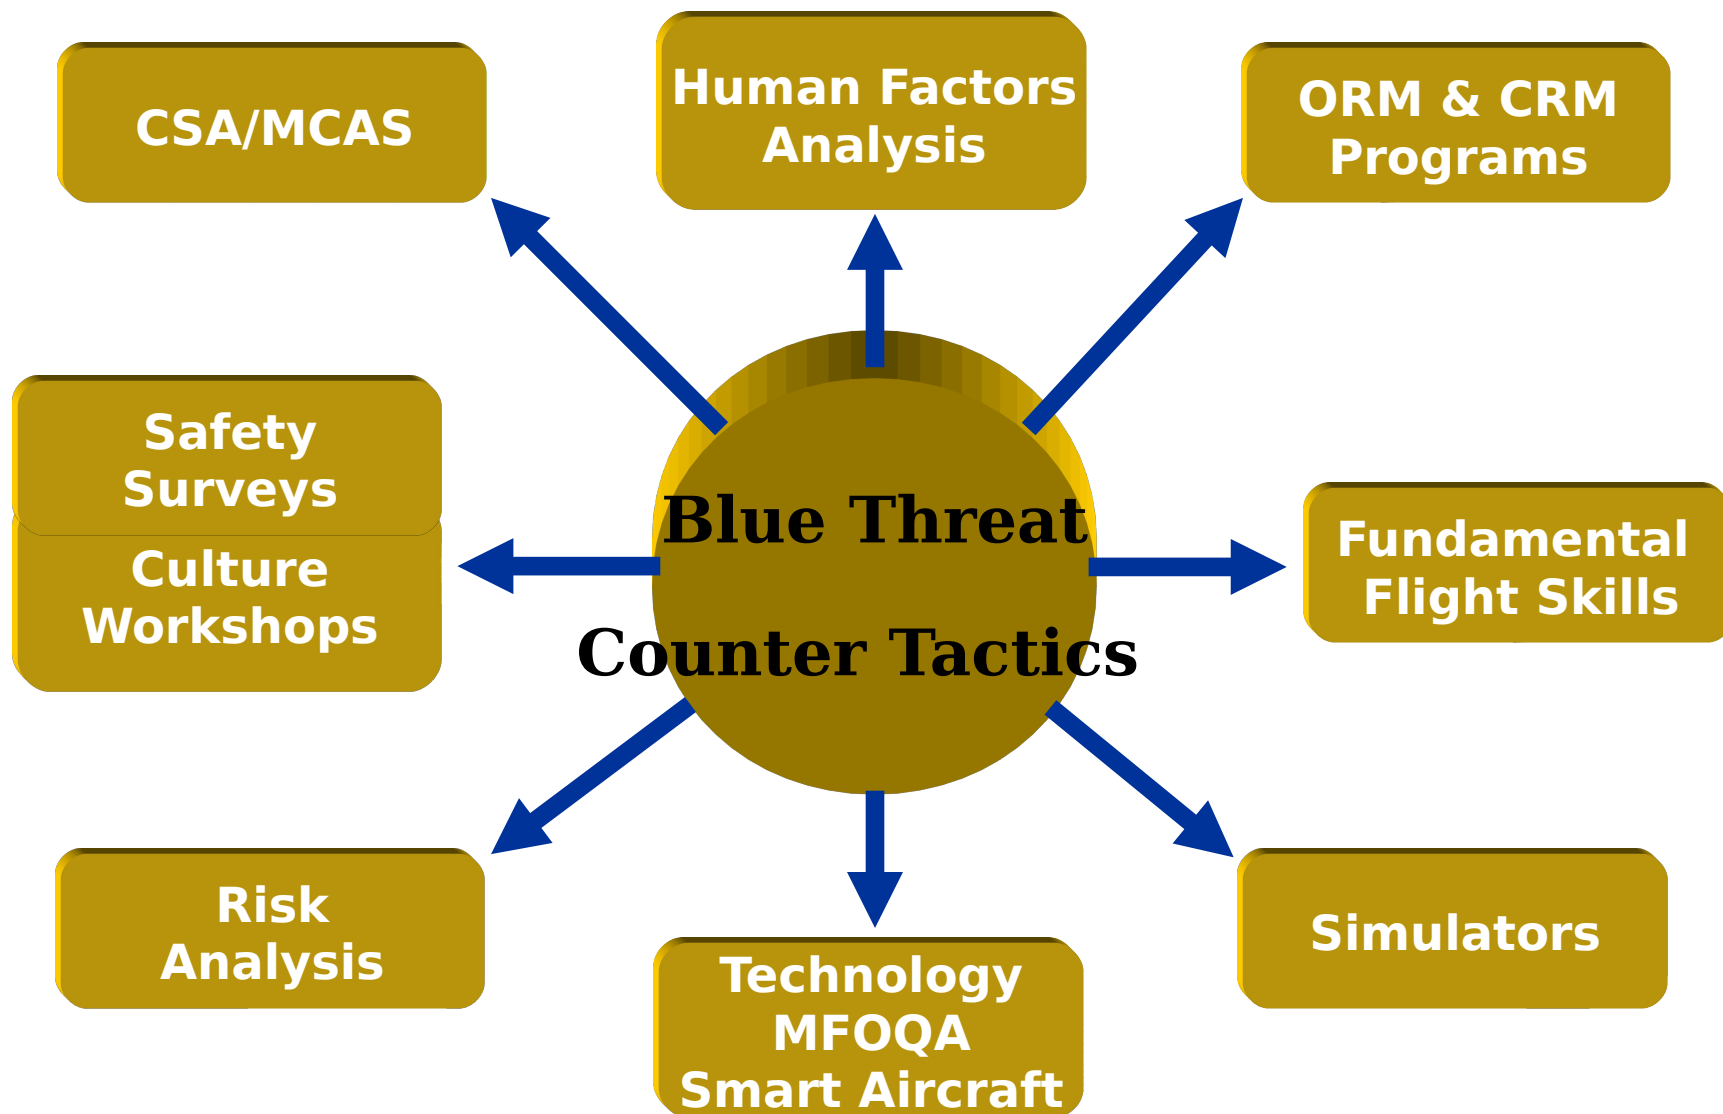 CSA/MCAS
Human Factors
Analysis
ORM & CRM
Programs
Safety
Surveys
Culture
Workshops
Blue Threat
Counter Tactics
Fundamental
Flight Skills
Risk
Analysis
Technology
MFOQA
Smart Aircraft
Simulators